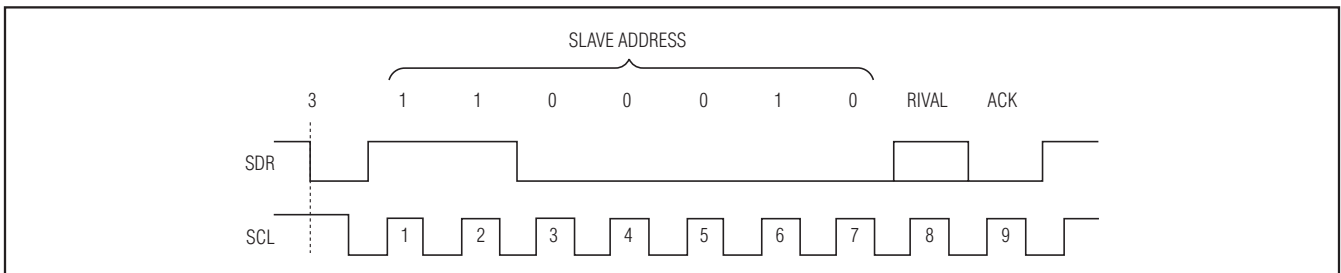 SLAVE ADDRESS
3 1 1 0 0 0 1 0 RIVAL ACK
SDR
SCL 1 2 3 4 5 6 7 8 9